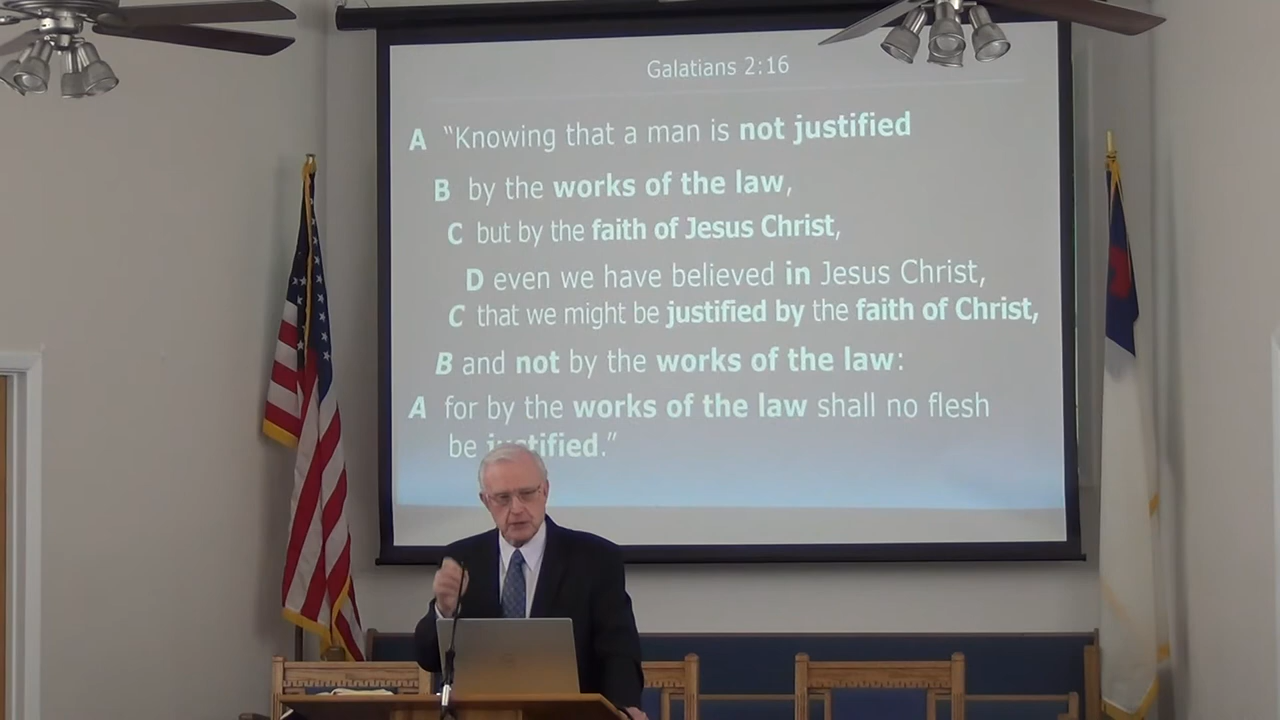 Galatians 2:16
A “Knowing that a man is not justified
B by the works of the law,
C but by the faith of Jesus Christ,
D even we have believed in Jesus Christ,
C that we might be justified by the faith of Christ,
B and not by the works of the law:
A for by the works of the law shall no flesh
be justified.”